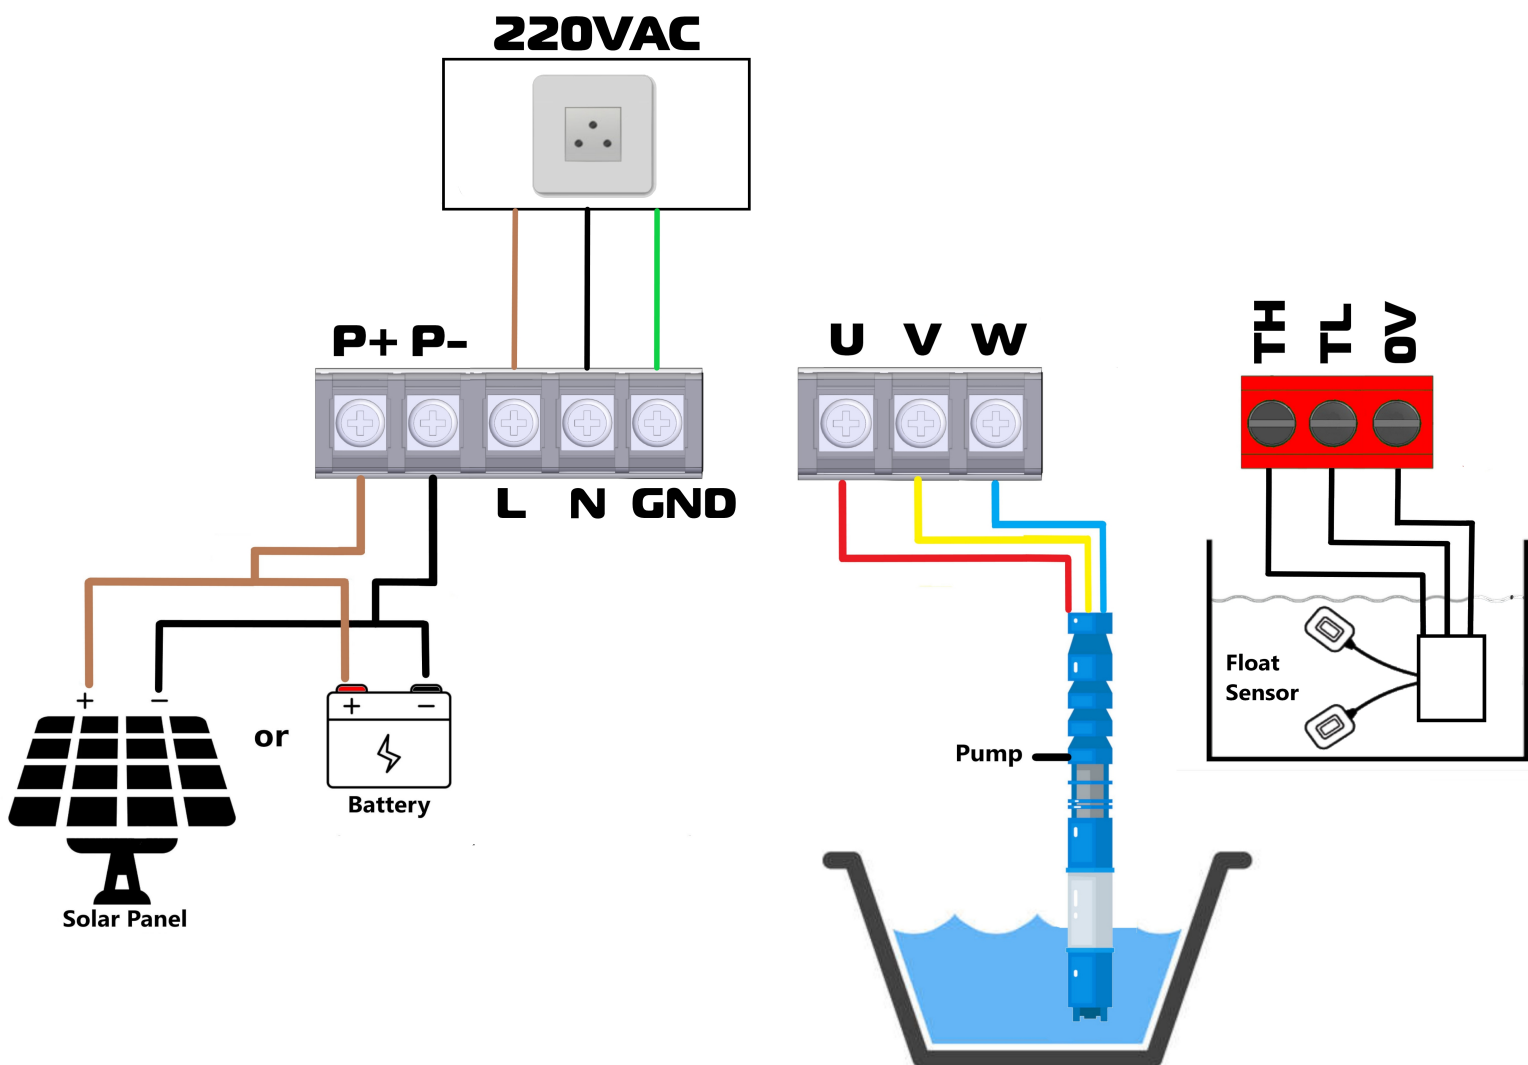 220VAC
P+ P-
L N GND
U V W
TH TL 0V
+ −
or
+ −
Battery
Solar Panel
Pump
Float
Sensor